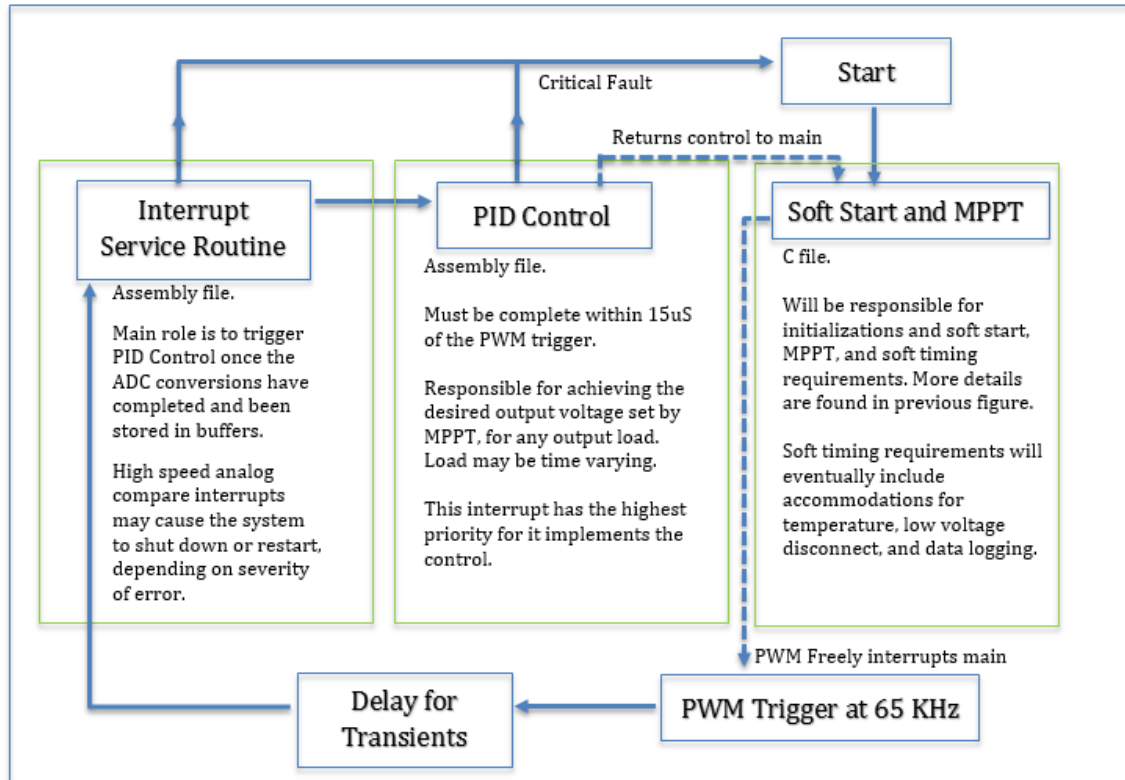 Start
Critical Fault
Returns control to main
Interrupt
Service Routine
Assembly file.
Main role is to trigger
PID Control once the
ADC conversions have
completed and been
stored in buffers.
High speed analog
compare interrupts
may cause the system
to shut down or restart,
depending on severity
of error.
PID Control
Assembly file.
Must be complete within 15uS
of the PWM trigger.
Responsible for achieving the
desired output voltage set by
MPPT, for any output load.
Load may be time varying.
This interrupt has the highest
priority for it implements the
control.
Soft Start and MPPT
C file.
Will be responsible for
initializations and soft start,
MPPT, and soft timing
requirements. More details
are found in previous figure.
Soft timing requirements will
eventually include
accommodations for
temperature, low voltage
disconnect, and data logging.
PWM Freely interrupts main
Delay for
Transients
PWM Trigger at 65 KHz